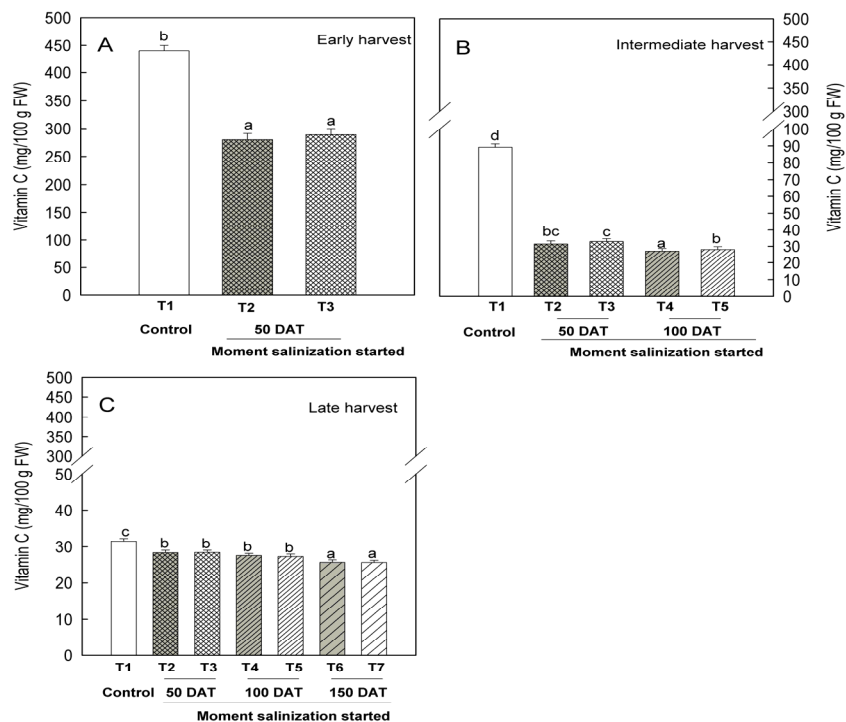 A
Early harvest
Vitamin C (mg/100 g FW)
500
450
400
350
300
250
200
150
100
50
0
b
a
a
T1
T2
T3
Control
50 DAT
Moment salinization started
B
Intermediate harvest
Vitamin C (mg/100 g FW)
500
450
400
350
300
100
90
80
70
60
50
40
30
20
10
0
d
bc
c
a
b
T1
T2
T3
T4
T5
Control
50 DAT
100 DAT
Moment salinization started
C
Late harvest
Vitamin C (mg/100 g FW)
500
450
400
350
300
50
40
30
20
10
0
c
b
b
b
b
a
a
T1
T2
T3
T4
T5
T6
T7
Control
50 DAT
100 DAT
150 DAT
Moment salinization started